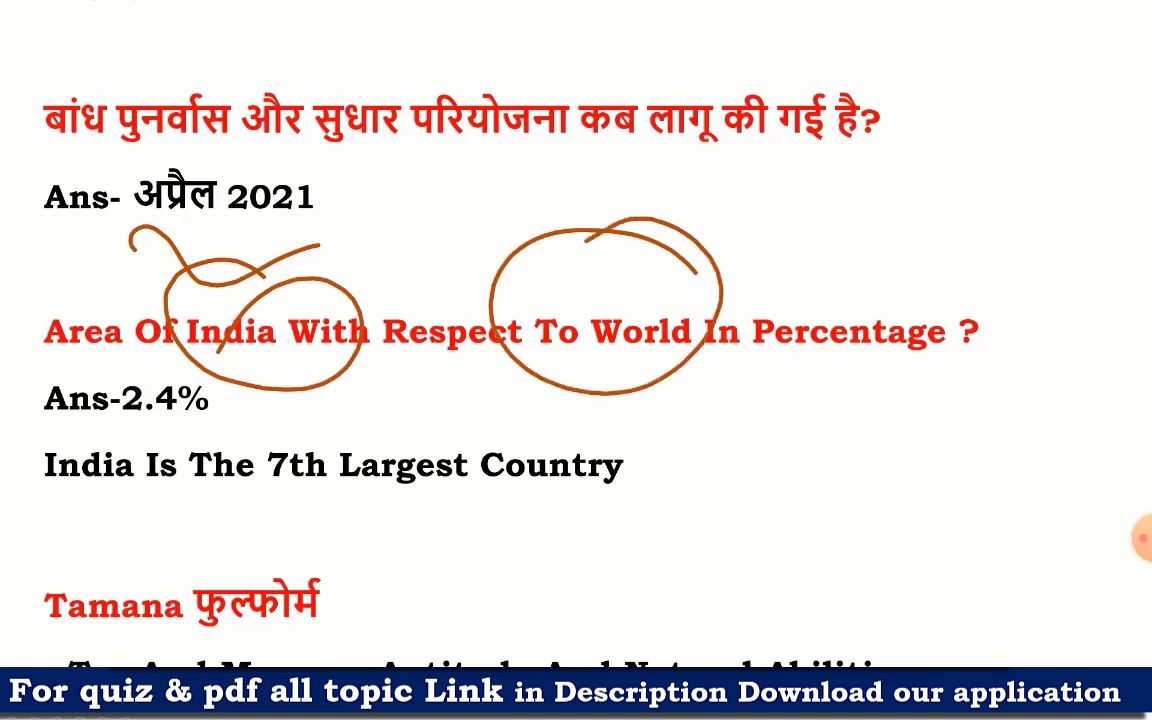 बांध पुनर्वास और सुधार परियोजना कब लागू की गई है?
Ans- अप्रैल 2021
Area Of India With Respect To World In Percentage ?
Ans-2.4%
India Is The 7th Largest Country
Tamana फुल्फोर्म
For quiz & pdf all topic Link in Description Download our application